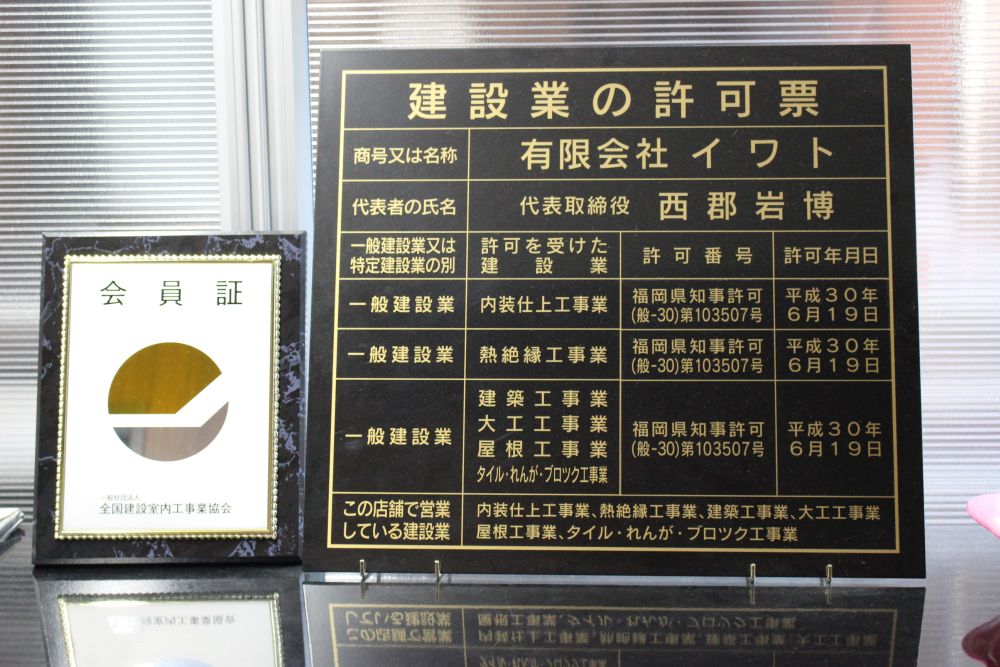 建設業の許可票
商号又は名称
有限会社 イワト
代表者の氏名
代表取締役 西郡岩博
一般建設業又は
特定建設業の別
許可を受けた
建設業
許可番号
許可年月日
一般建設業
内装仕上工事業
福岡県知事許可
(般-30)第103507号
平成30年
6月19日
一般建設業
熱絶縁工事業
福岡県知事許可
(般-30)第103507号
平成30年
6月19日
一般建設業
建築工事業
大工工事業
屋根工事業
タイル・れんが・ブロツク工事業
福岡県知事許可
(般-30)第103507号
平成30年
6月19日
この店舗で営業
している建設業
内装仕上工事業、熱絶縁工事業、建築工事業、大工工事業
屋根工事業、タイル・れんが・ブロツク工事業
会員証
一般社団法人
全国建設室内工事業協会